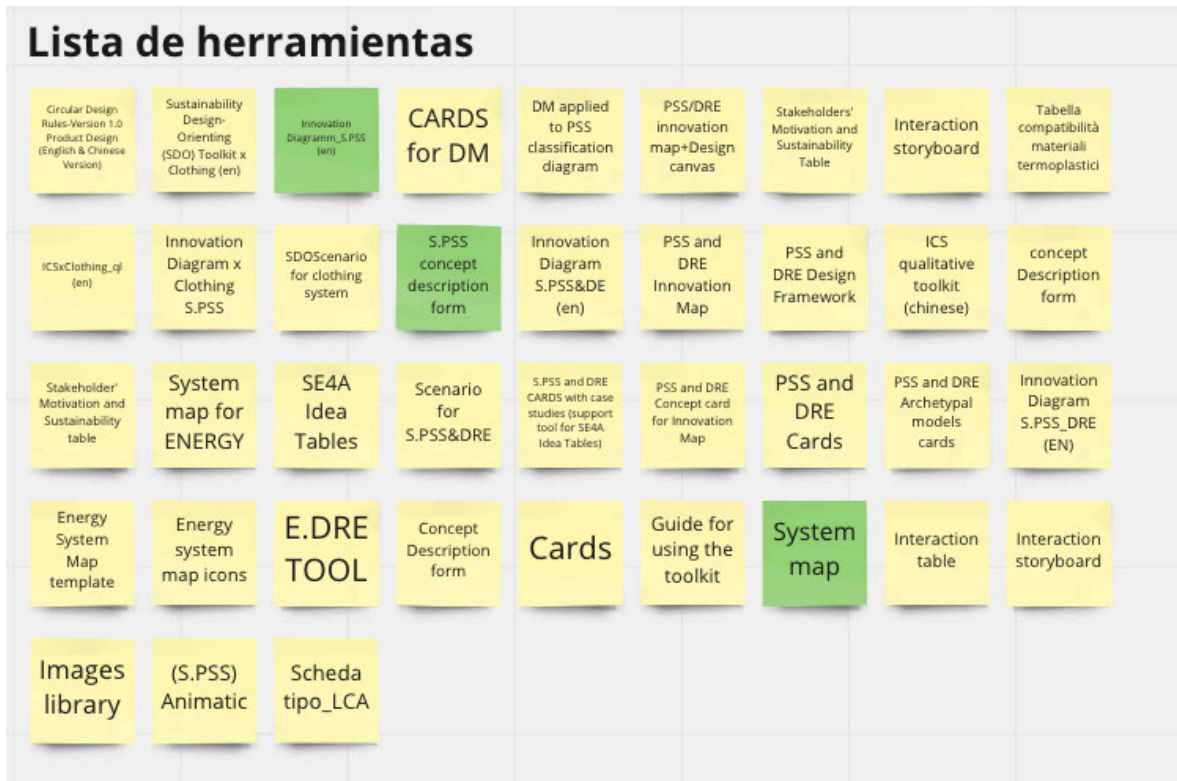 Lista de herramientas
Circular Design
Rules-Version 1.0
Product Design
(English & Chinese
Version)
Sustainability
Design-
Orienting
(SDO) Toolkit x
Clothing (en)
Innovation
Diagramm_S.PSS
(en)
CARDS
for DM
DM applied
to PSS
classification
diagram
PSS/DRE
innovation
map+Design
canvas
Stakeholders'
Motivation and
Sustainability
Table
Interaction
storyboard
Tabella
compatibilità
materiali
termoplastici
ICSxClothing_ql
(en)
Innovation
Diagram x
Clothing
S.PSS
SDOScenario
for clothing
system
S.PSS
concept
description
form
Innovation
Diagram
S.PSS&DE
(en)
PSS and
DRE
Innovation
Map
PSS and
DRE Design
Framework
ICS
qualitative
toolkit
(chinese)
concept
Description
form
Stakeholder'
Motivation and
Sustainability
table
System
map for
ENERGY
SE4A
Idea
Tables
Scenario
for
S.PSS&DRE
S.PSS and DRE
CARDS with case
studies (support
tool for SE4A
Idea Tables)
PSS and DRE
Concept card
for Innovation
Map
PSS and
DRE
Cards
PSS and DRE
Archetypal
models
cards
Innovation
Diagram
S.PSS_DRE
(EN)
Energy
System
Map
template
Energy
system
map icons
E.DRE
TOOL
Concept
Description
form
Cards
Guide for
using the
toolkit
System
map
Interaction
table
Interaction
storyboard
Images
library
(S.PSS)
Animatic
Scheda
tipo_LCA